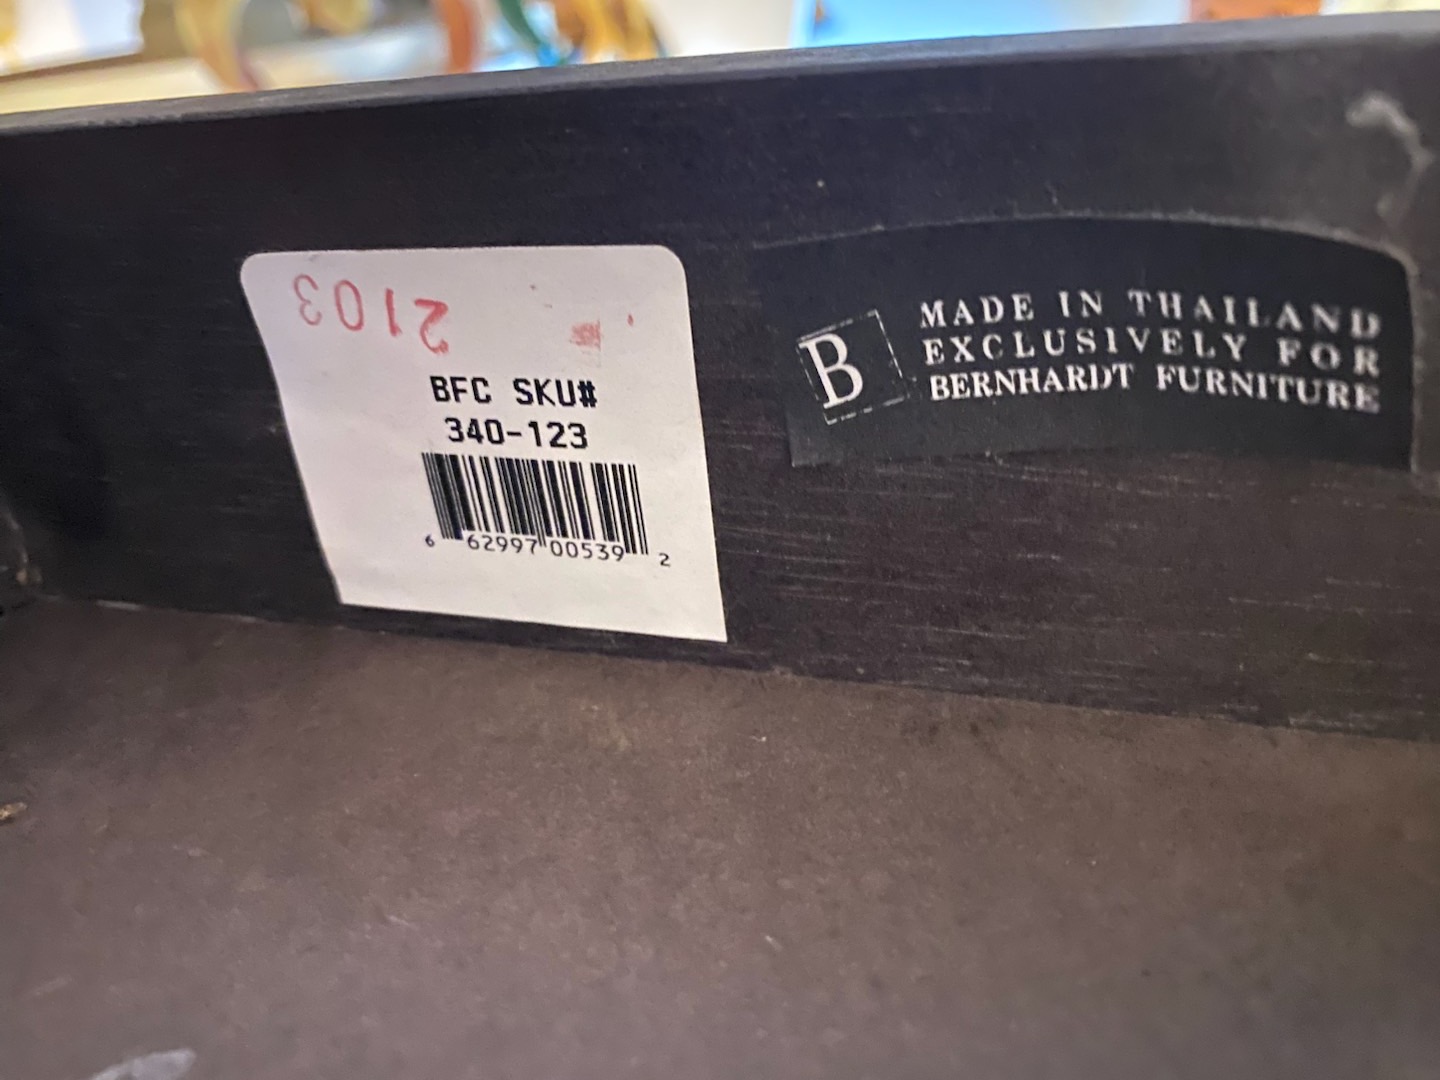 2103
BFC SKU#
340-123
6 62997 00539 2
B
MADE IN THAILAND
EXCLUSIVELY FOR
BERNHARDT FURNITURE